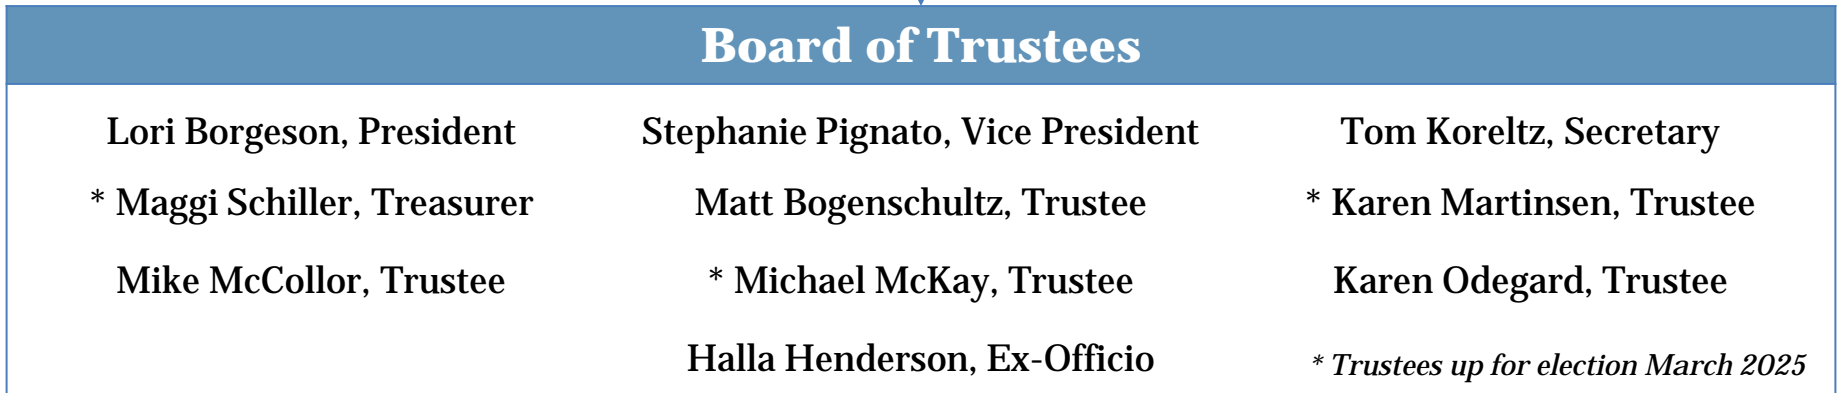 Board of Trustees
Lori Borgeson, President
Stephanie Pignato, Vice President
Tom Koreltz, Secretary
* Maggi Schiller, Treasurer
Matt Bogenschultz, Trustee
* Karen Martinsen, Trustee
Mike McCollor, Trustee
* Michael McKay, Trustee
Karen Odegard, Trustee
Halla Henderson, Ex-Officio
* Trustees up for election March 2025